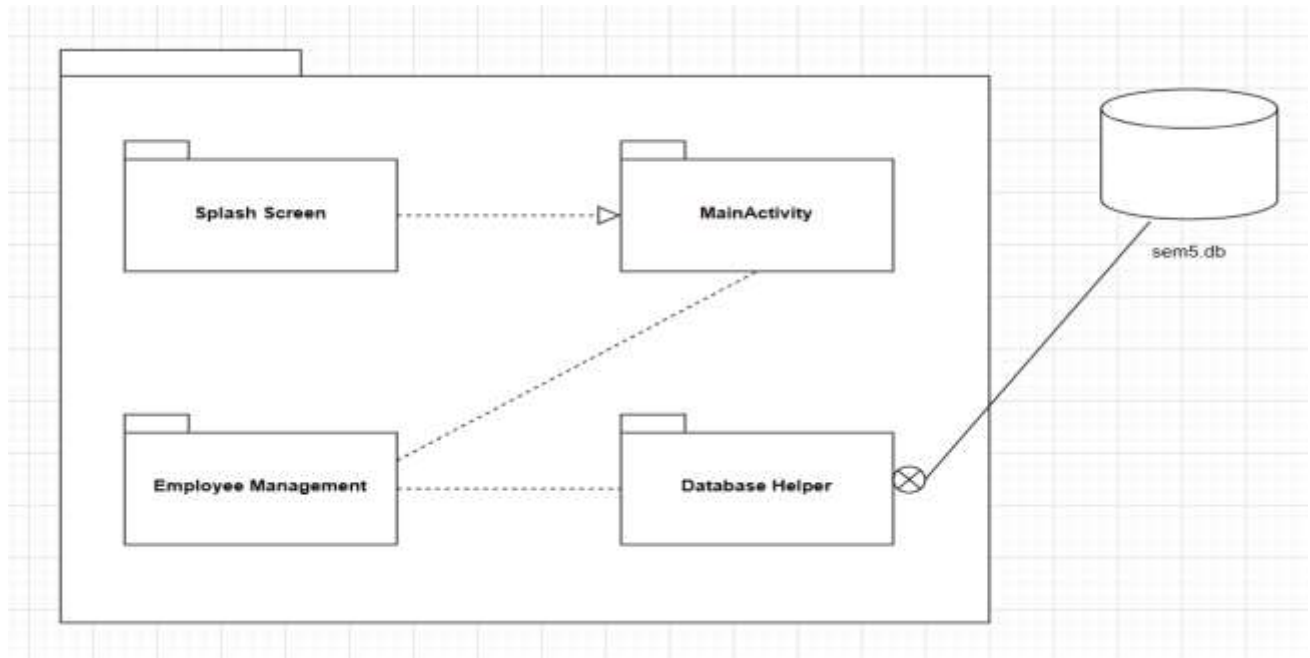 Splash Screen
MainActivity
sem5.db
Employee Management
Database Helper